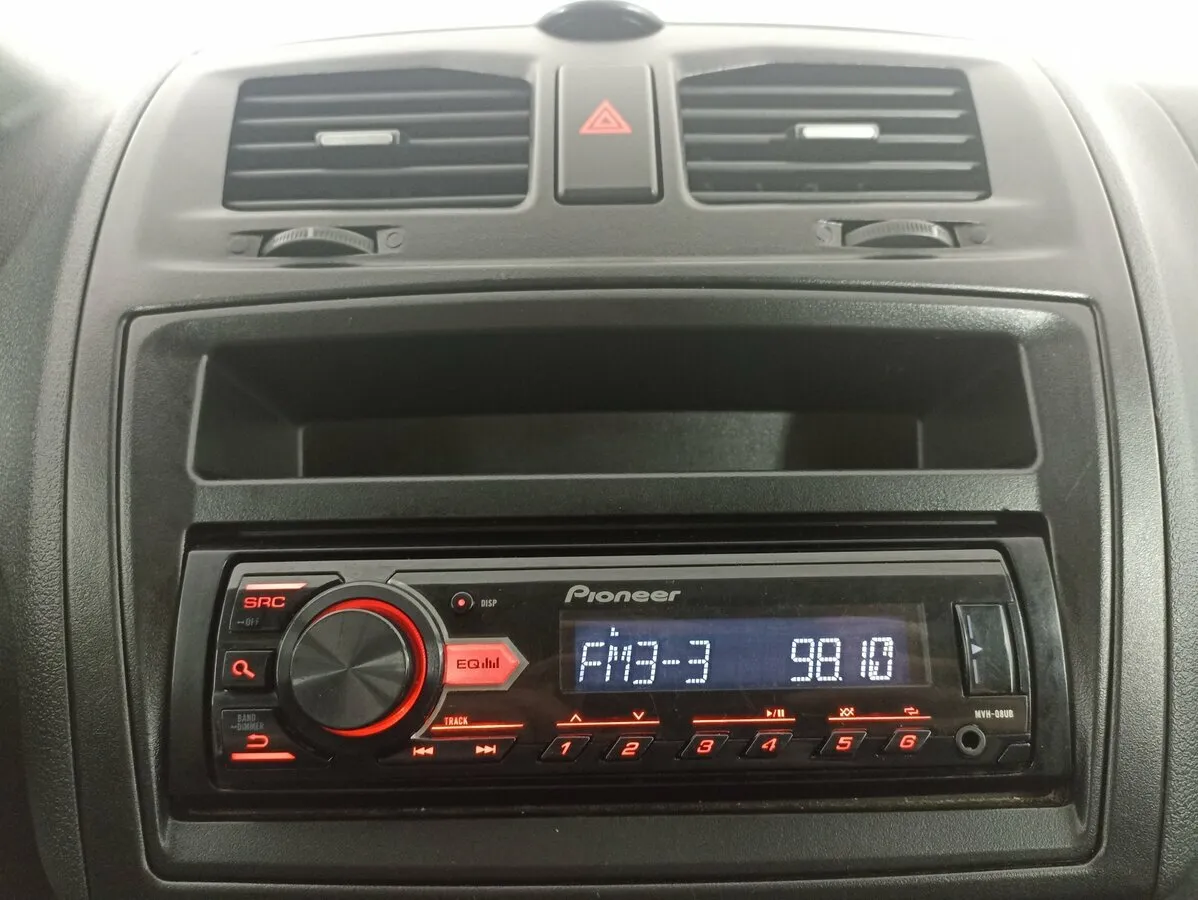 Pioneer
SRC
OFF
DISP
EQ
FM3-3 98.10
BAND
DIMMER
TRACK
MVH-08UB
1 2 3 4 5 6